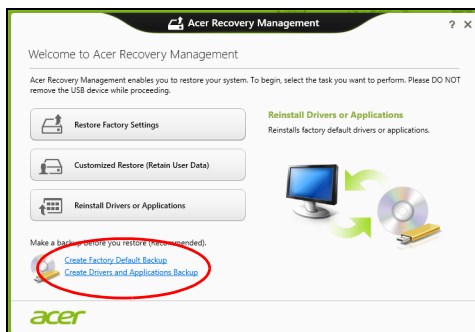 Acer Recovery Management
Welcome to Acer Recovery Management
Acer Recovery Management enables you to restore your system. To begin, select the task you want to perform. Please DO NOT
remove the USB device while proceeding.
Restore Factory Settings
Customized Restore (Retain User Data)
Reinstall Drivers or Applications
Reinstall Drivers or Applications
Reinstalls factory default drivers or applications.
Make a backup before you restore (Recommended).
Create Factory Default Backup
Create Drivers and Applications Backup
acer